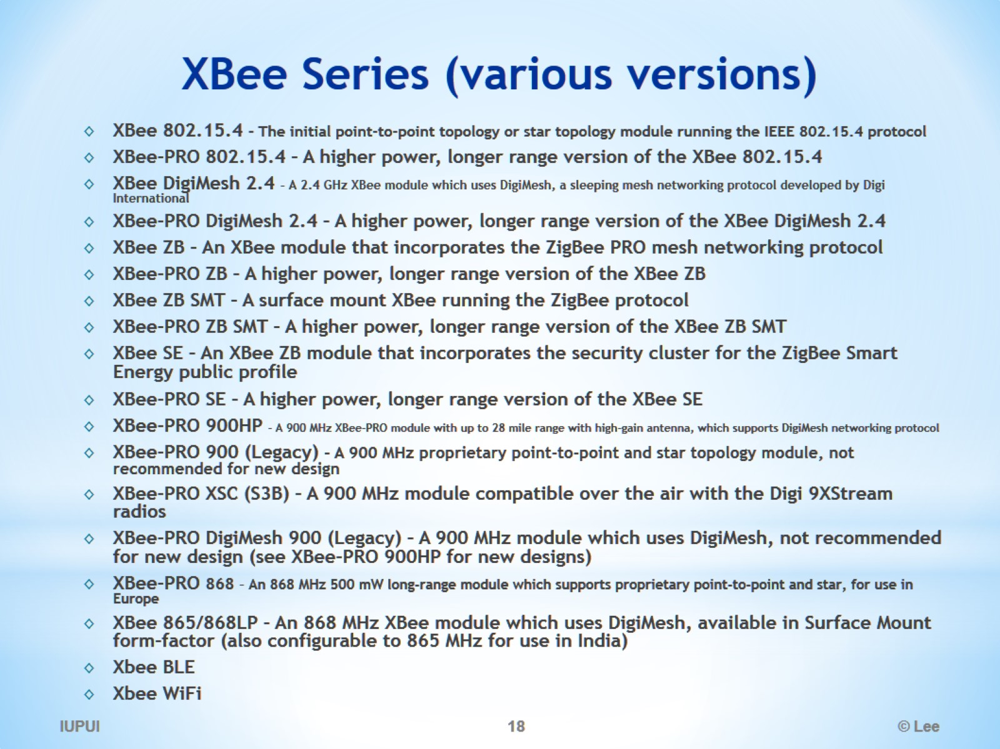 XBee Series (various versions)
◇ XBee 802.15.4 - The initial point-to-point topology or star topology module running the IEEE 802.15.4 protocol
◇ XBee-PRO 802.15.4 – A higher power, longer range version of the XBee 802.15.4
◇ XBee DigiMesh 2.4 – A 2.4 GHz XBee module which uses DigiMesh, a sleeping mesh networking protocol developed by Digi
International
◇ XBee-PRO DigiMesh 2.4 – A higher power, longer range version of the XBee DigiMesh 2.4
◇ XBee ZB – An XBee module that incorporates the ZigBee PRO mesh networking protocol
◇ XBee-PRO ZB – A higher power, longer range version of the XBee ZB
◇ XBee ZB SMT – A surface mount XBee running the ZigBee protocol
◇ XBee-PRO ZB SMT – A higher power, longer range version of the XBee ZB SMT
◇ XBee SE – An XBee ZB module that incorporates the security cluster for the ZigBee Smart
Energy public profile
◇ XBee-PRO SE – A higher power, longer range version of the XBee SE
◇ XBee-PRO 900HP – A 900 MHz XBee-PRO module with up to 28 mile range with high-gain antenna, which supports DigiMesh networking protocol
◇ XBee-PRO 900 (Legacy) – A 900 MHz proprietary point-to-point and star topology module, not
recommended for new design
◇ XBee-PRO XSC (S3B) – A 900 MHz module compatible over the air with the Digi 9XStream
radios
◇ XBee-PRO DigiMesh 900 (Legacy) – A 900 MHz module which uses DigiMesh, not recommended
for new design (see XBee-PRO 900HP for new designs)
◇ XBee-PRO 868 – An 868 MHz 500 mW long-range module which supports proprietary point-to-point and star, for use in
Europe
◇ XBee 865/868LP – An 868 MHz XBee module which uses DigiMesh, available in Surface Mount
form-factor (also configurable to 865 MHz for use in India)
◇ Xbee BLE
◇ Xbee WiFi
IUPUI
18
© Lee